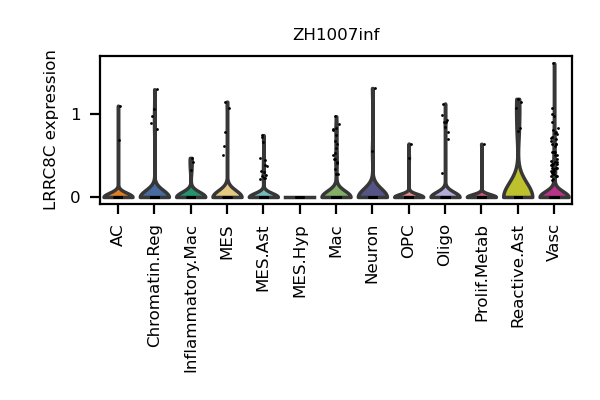 ZH1007inf
LRRC8C expression
1
0
AC
Chromatin.Reg
Inflammatory.Mac
MES
MES.Ast
MES.Hyp
Mac
Neuron
OPC
Oligo
Prolif.Metab
Reactive.Ast
Vasc